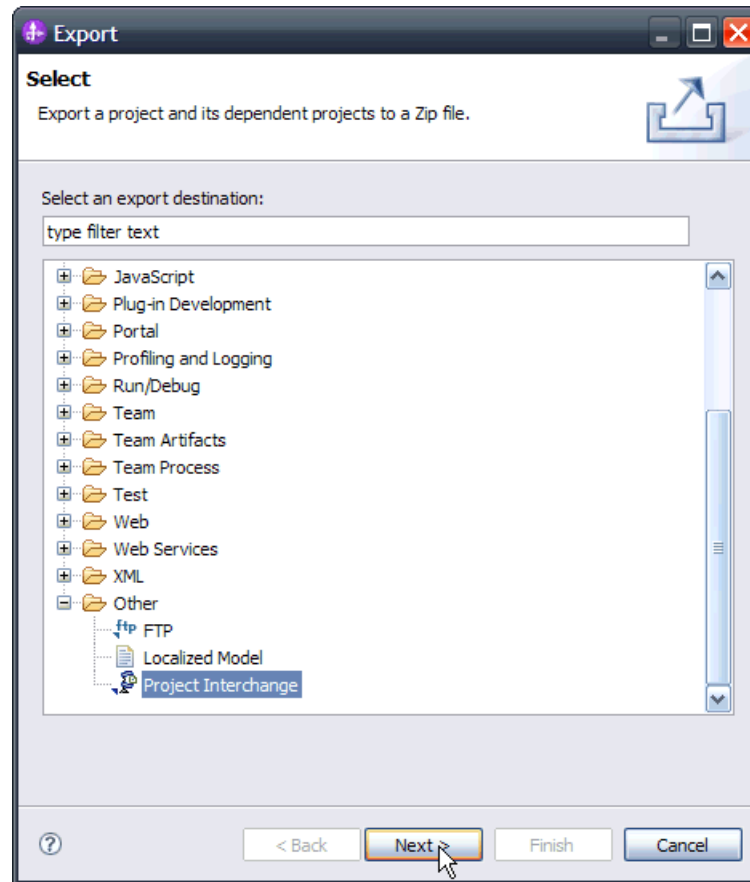 Export
Select
Export a project and its dependent projects to a Zip file.
Select an export destination:
type filter text
JavaScript
Plug-in Development
Portal
Profiling and Logging
Run/Debug
Team
Team Artifacts
Team Process
Test
Web
Web Services
XML
Other
ftp FTP
Localized Model
Project Interchange
? < Back Next > Finish Cancel